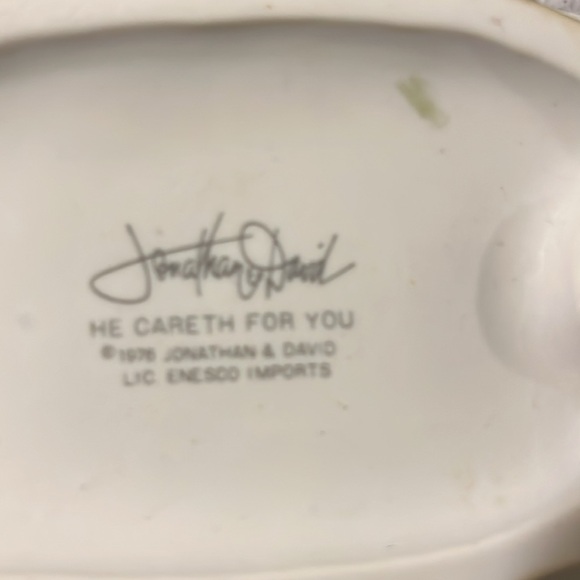 Jonathan & David
HE CARETH FOR YOU
©1978 JONATHAN & DAVID
LIC ENESCO IMPORTS